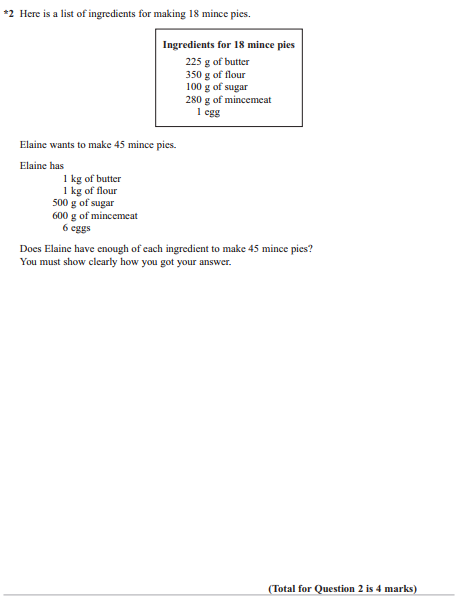 *2 Here is a list of ingredients for making 18 mince pies.
Ingredients for 18 mince pies
225 g of butter
350 g of flour
100 g of sugar
280 g of mincemeat
1 egg
Elaine wants to make 45 mince pies.
Elaine has
1 kg of butter
1 kg of flour
500 g of sugar
600 g of mincemeat
6 eggs
Does Elaine have enough of each ingredient to make 45 mince pies?
You must show clearly how you got your answer.
(Total for Question 2 is 4 marks)